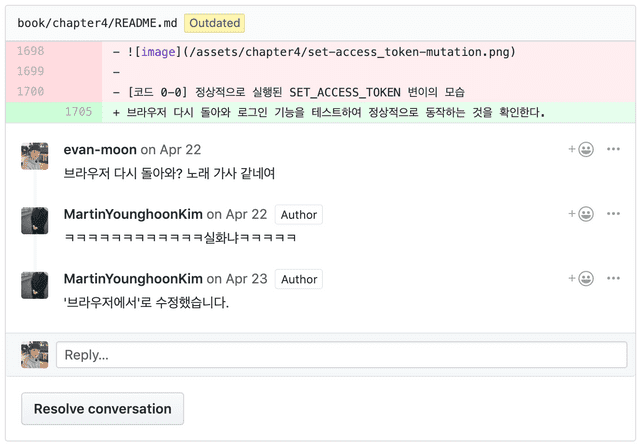 book/chapter4/README.md Outdated
1698 - ![image](/assets/chapter4/set-access_token-mutation.png)
1699 -
1700 - [코드 0-0] 정상적으로 실행된 SET_ACCESS_TOKEN 변이의 모습
1705 + 브라우저 다시 돌아와 로그인 기능을 테스트하여 정상적으로 동작하는 것을 확인한다.
evan-moon on Apr 22
브라우저 다시 돌아와? 노래 가사 같네여
MartinYounghoonKim on Apr 22 Author
ㅋㅋㅋㅋㅋㅋㅋㅋㅋㅋㅋㅋ실화냐ㅋㅋㅋㅋㅋ
MartinYounghoonKim on Apr 23 Author
'브라우저에서'로 수정했습니다.
Reply...
Resolve conversation